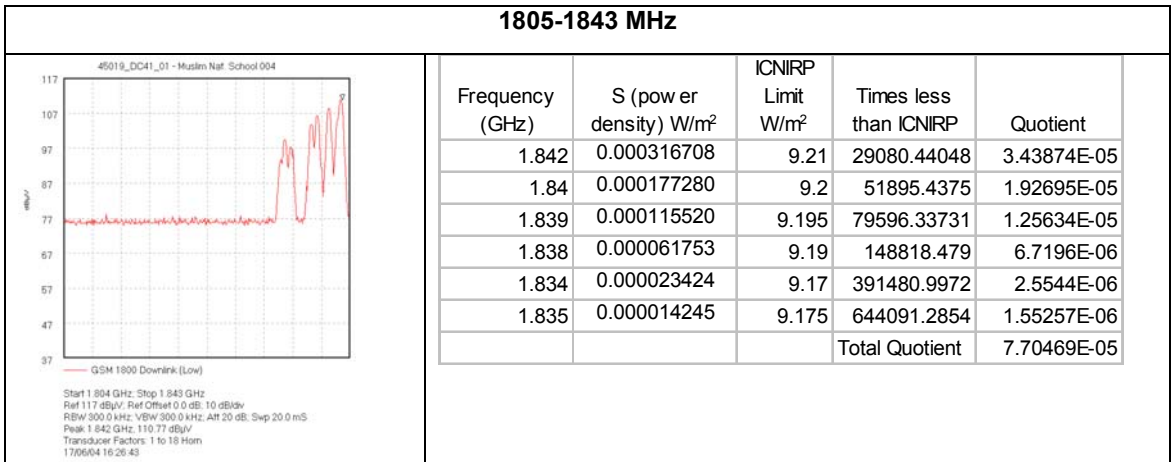 1805-1843 MHz
45019_DC41_01 - Muslim Naf. School 004
117
107
97
87
77
67
57
47
37
dBµV
GSM 1800 Downlink (Low)
Start 1.804 GHz; Stop 1.843 GHz
Ref 117 dBµV; Ref Offset 0.0 dB; 10 dB/div
RBW 300.0 kHz; VBW 300.0 kHz; Att 20 dB; Swp 20.0 mS
Peak 1.842 GHz, 110.77 dBµV
Transducer Factors: 1 to 18 Horn
17/06/04 16:26:43
Frequency (GHz) S (pow er density) W/m² ICNIRP Limit W/m² Times less than ICNIRP Quotient
1.842 0.000316708 9.21 29080.44048 3.43874E-05
1.84 0.000177280 9.2 51895.4375 1.92695E-05
1.839 0.000115520 9.195 79596.33731 1.25634E-05
1.838 0.000061753 9.19 148818.479 6.7196E-06
1.834 0.000023424 9.17 391480.9972 2.5544E-06
1.835 0.000014245 9.175 644091.2854 1.55257E-06
Total Quotient 7.70469E-05